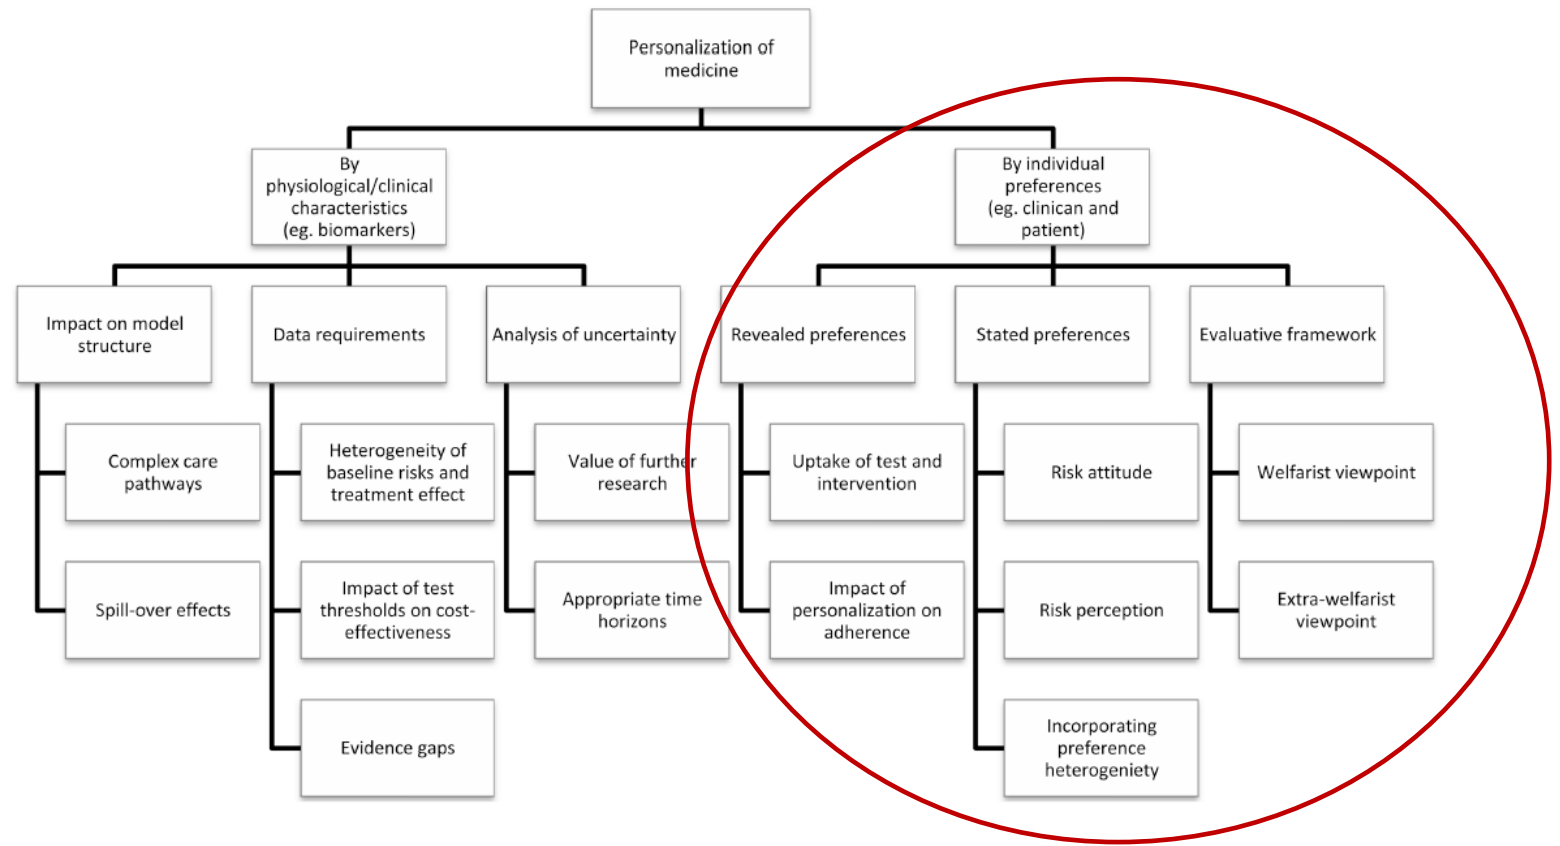 Personalization of
medicine
By
physiological/clinical
characteristics
(eg. biomarkers)
By individual
preferences
(eg. clinican and
patient)
Impact on model
structure
Data requirements
Analysis of uncertainty
Revealed preferences
Stated preferences
Evaluative framework
Complex care
pathways
Heterogeneity of
baseline risks and
treatment effect
Value of further
research
Uptake of test and
intervention
Risk attitude
Welfarist viewpoint
Spill-over effects
Impact of test
thresholds on cost-
effectiveness
Appropriate time
horizons
Impact of
personalization on
adherence
Risk perception
Extra-welfarist
viewpoint
Evidence gaps
Incorporating
preference
heterogeniety